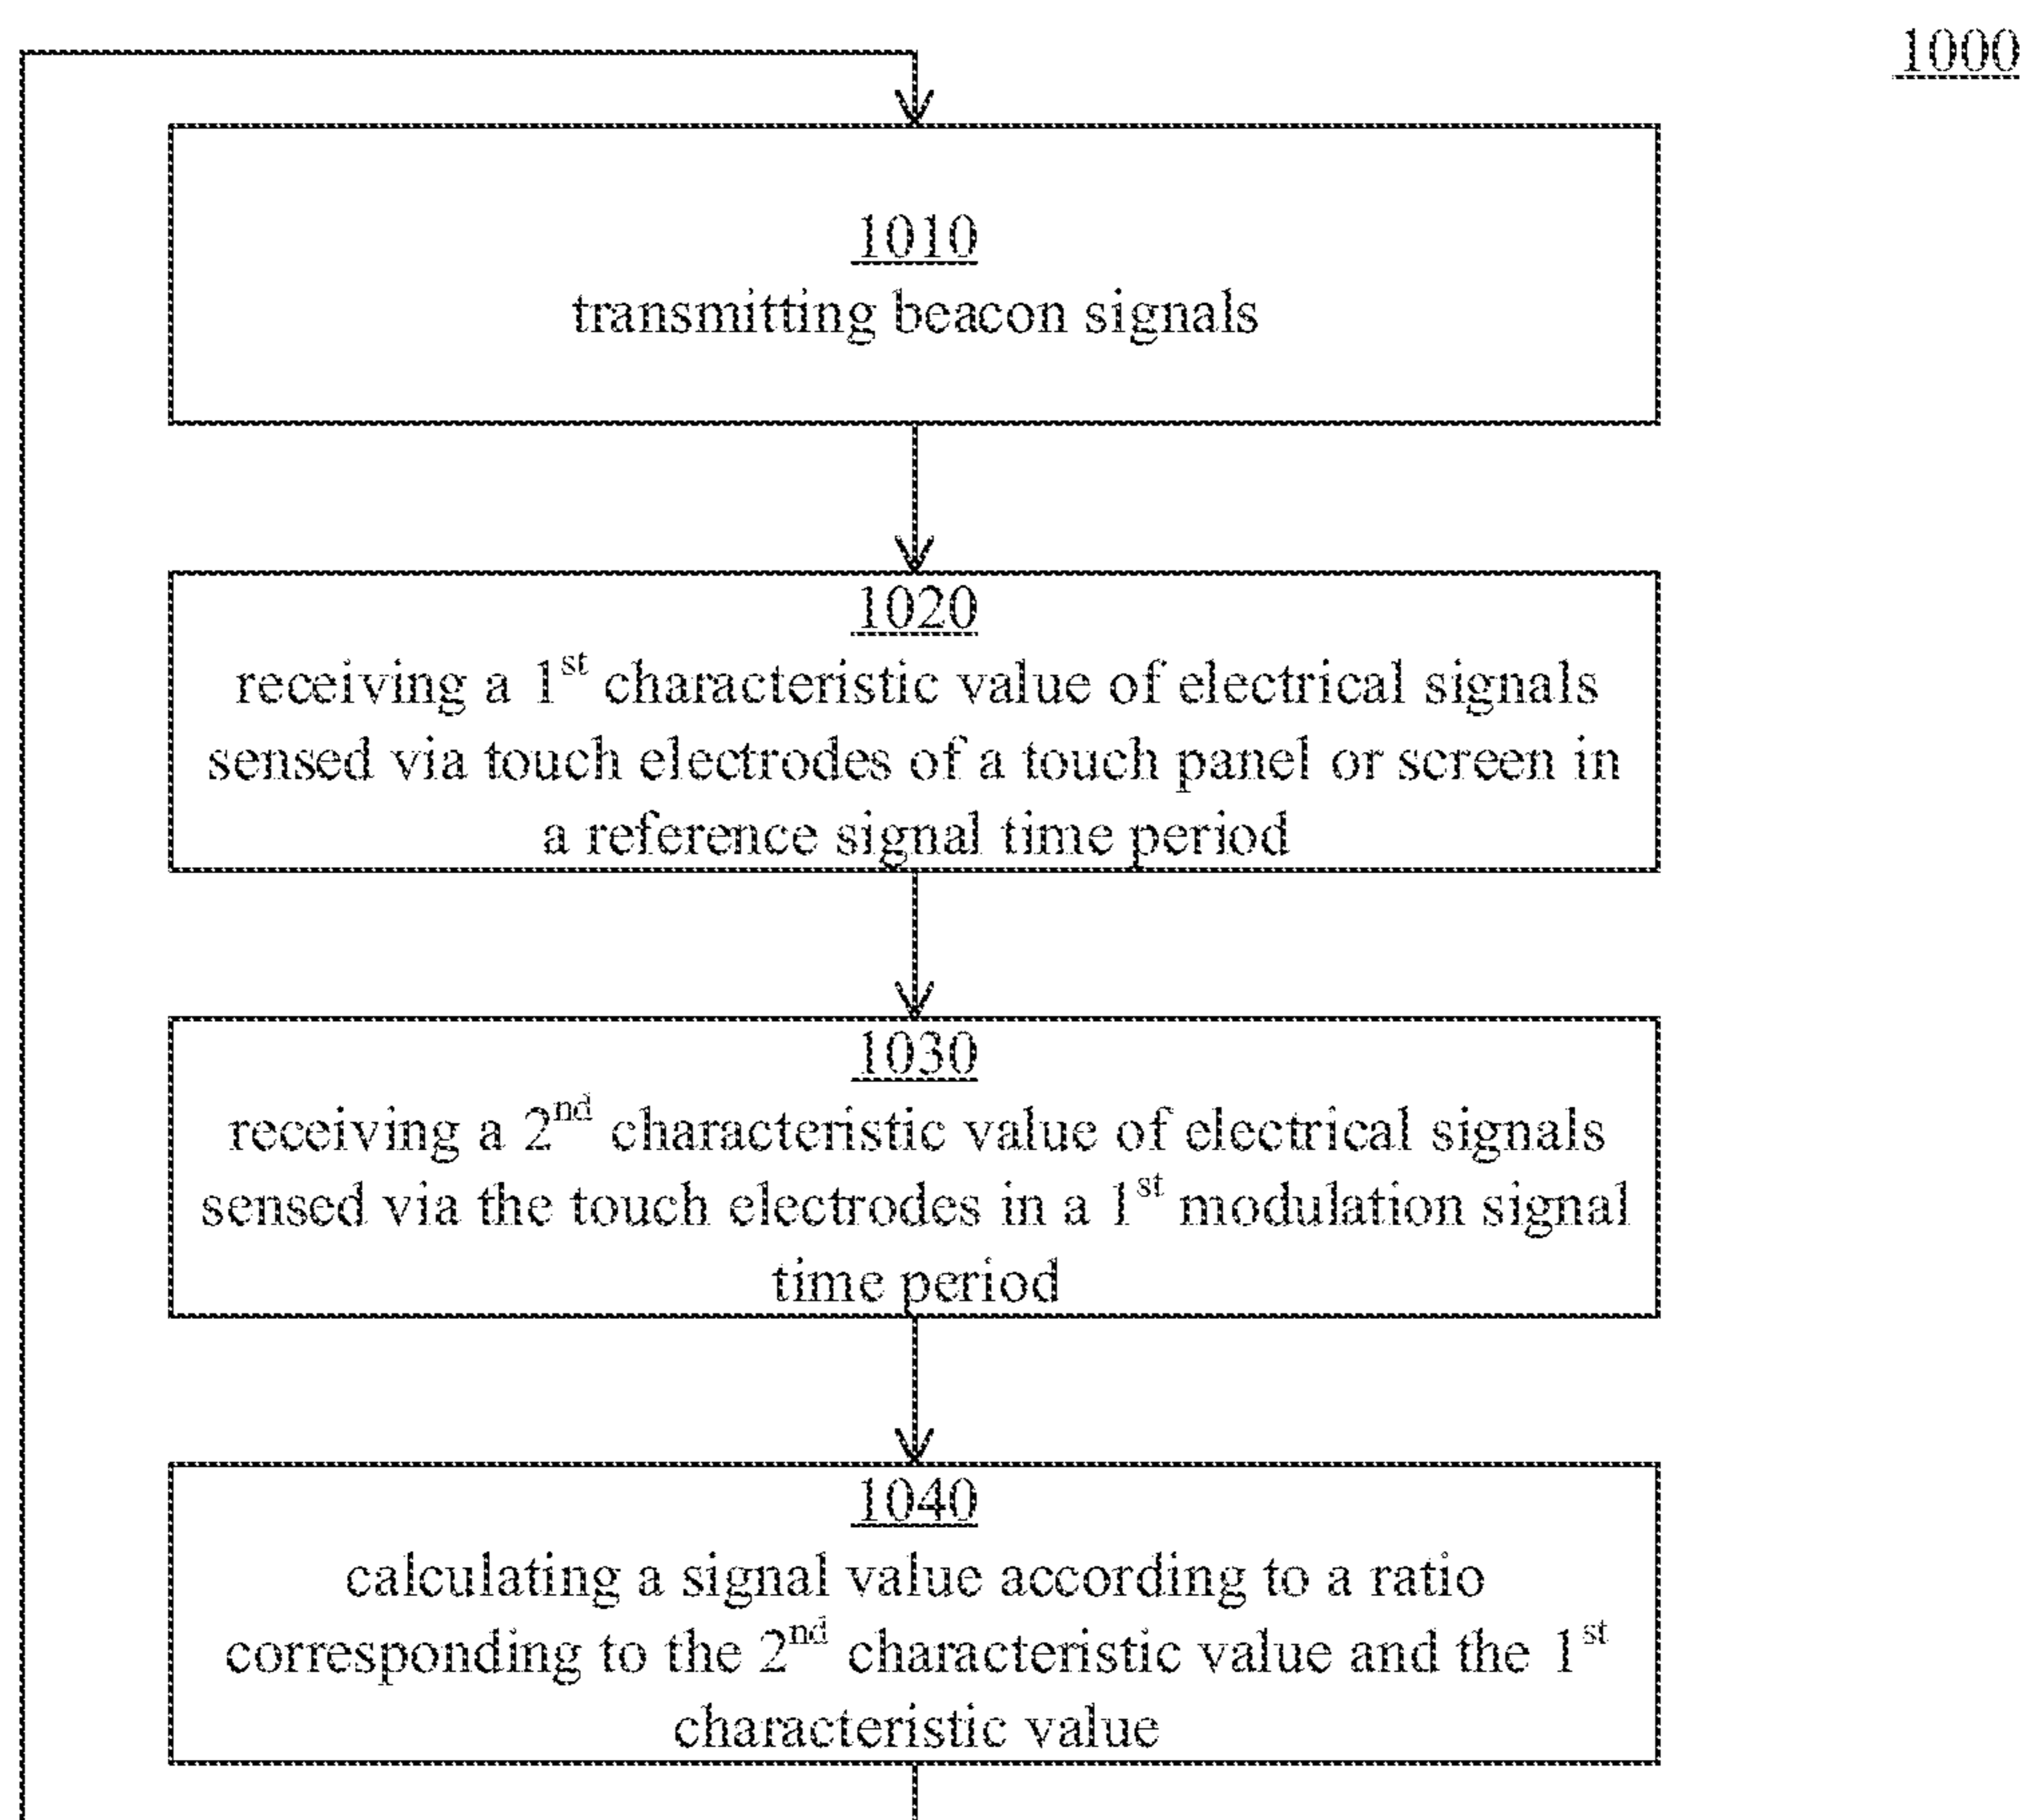 1000
1010
transmitting beacon signals
1020
receiving a 1st characteristic value of electrical signals
sensed via touch electrodes of a touch panel or screen in
a reference signal time period
1030
receiving a 2nd characteristic value of electrical signals
sensed via the touch electrodes in a 1st modulation signal
time period
1040
calculating a signal value according to a ratio
corresponding to the 2nd characteristic value and the 1st
characteristic value